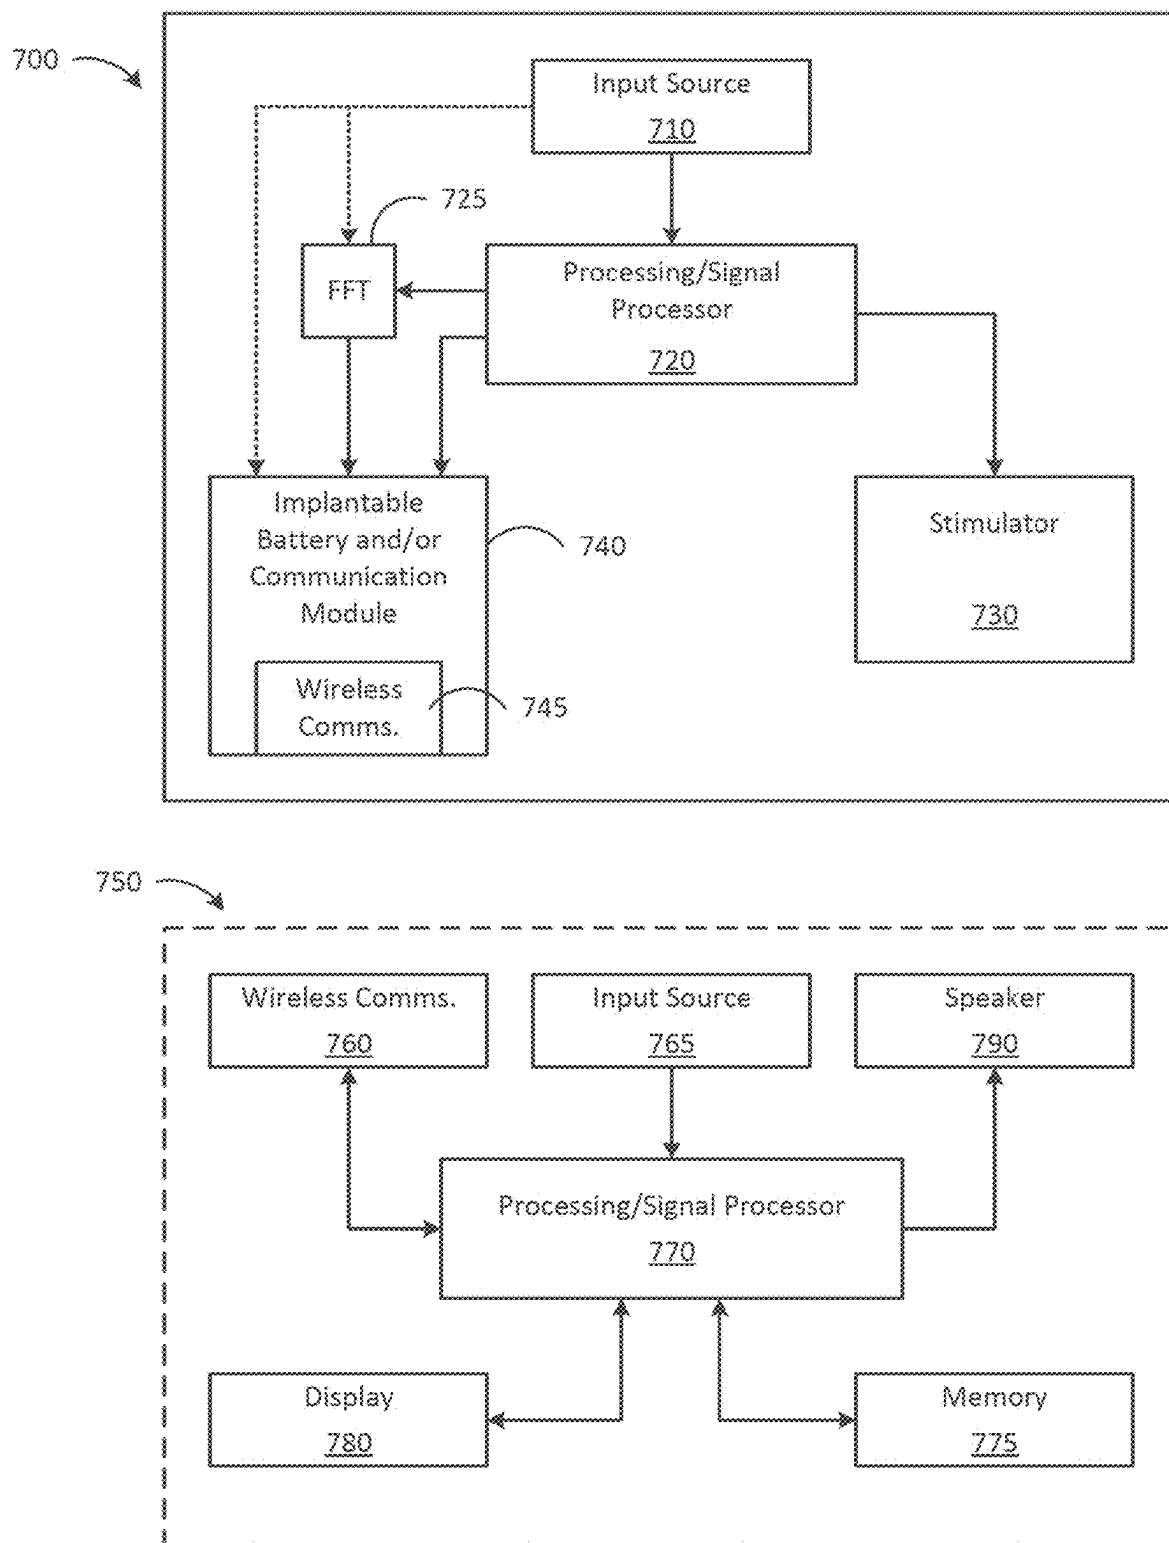 700
Input Source
710
725
FFT
Processing/Signal
Processor
720
Implantable
Battery and/or
Communication
Module
740
Stimulator
730
Wireless
Comms.
745
750
Wireless Comms.
760
Input Source
765
Speaker
790
Processing/Signal Processor
770
Display
780
Memory
775